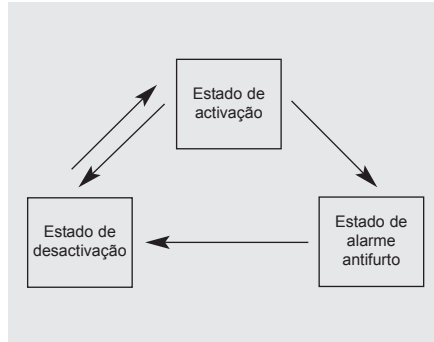 Estado de
activação
Estado de
desactivação
Estado de
alarme
antifurto